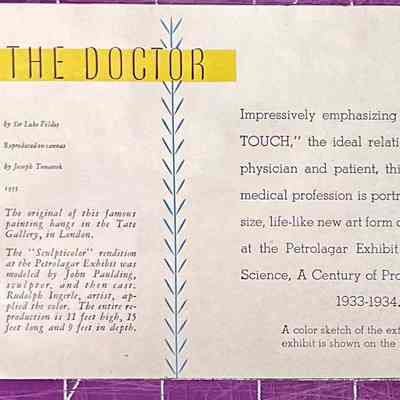 THE DOCTOR
by Sir Luke Fildes
Reproduced on canvas
by Joseph Tomanek
1933
The original of this famous
painting hangs in the Tate
Gallery, in London.
The "Sculpticolor" rendition
at the Petrolagar Exhibit was
modeled by John Paulding,
sculptor, and then cast.
Rudolph Ingerle, artist, ap-
plied the color. The entire re-
production is 11 feet high, 15
feet long and 9 feet in depth.
Impressively emphasizing
TOUCH," the ideal relati
physician and patient, thi
medical profession is portr
size, life-like new art form c
at the Petrolagar Exhibit
Science, A Century of Pro
1933-1934.
A color sketch of the ext
exhibit is shown on the